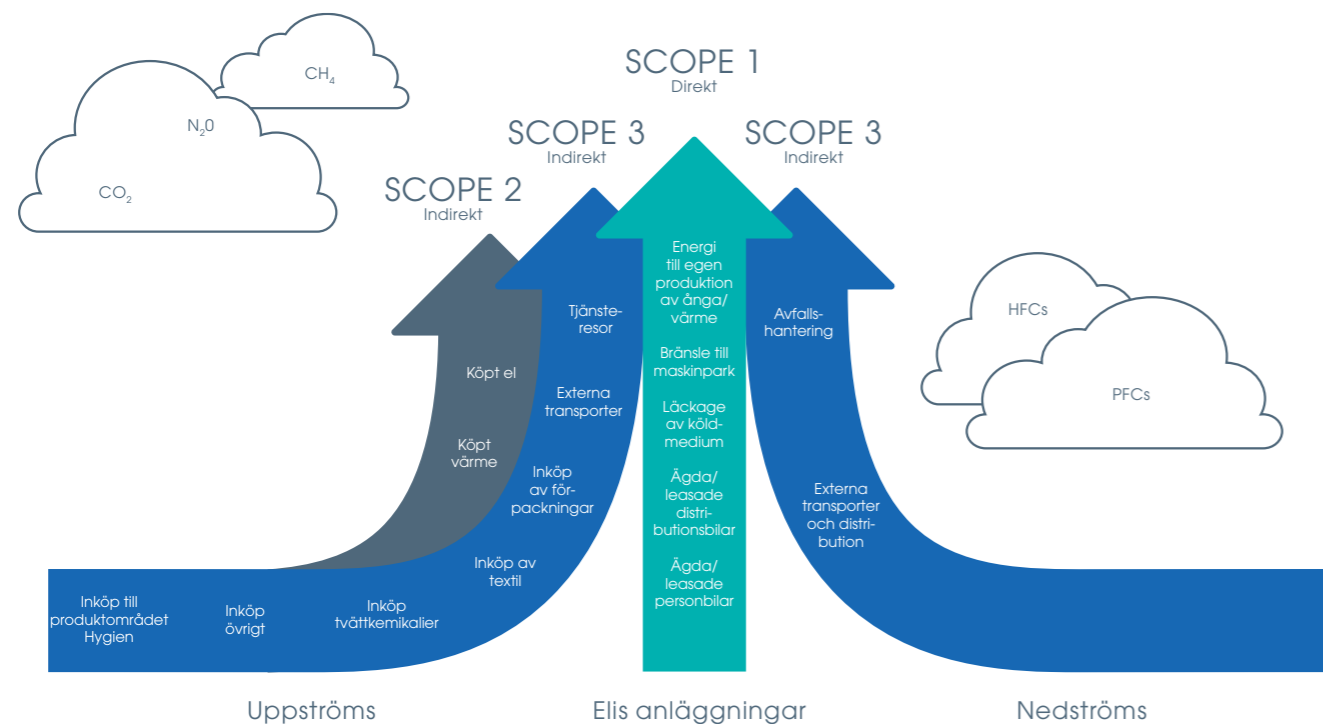 CH₄
N₂0
CO₂
SCOPE 1
Direkt
SCOPE 3
Indirekt
SCOPE 3
Indirekt
SCOPE 2
Indirekt
Köpt el
Köpt
värme
Tjänste-
resor
Externa
transporter
Inköp
av för-
packningar
Inköp av
textil
Inköp
tvättkemikalier
Inköp
övrigt
Inköp till
produktområdet
Hygien
Energi
till egen
produktion
av ånga/
värme
Bränsle till
maskinpark
Läckage
av köld-
medium
Ägda/
leasade
distri-
butionsbilar
Ägda/
leasade
personbilar
Avfalls-
hantering
Externa
transporter
och distri-
bution
HFCs
PFCs
Uppströms
Elis anläggningar
Nedströms